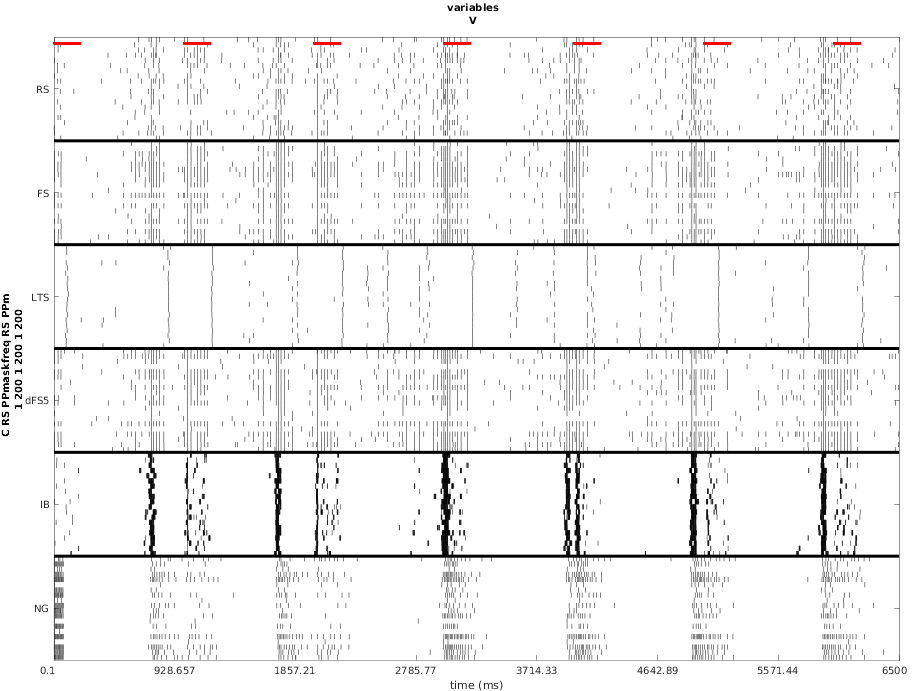 variables
V
C RS PPmaskfreq RS PPm
1 200 1 200 1 200
RS
FS
LTS
dFS5
IB
NG
0.1 928.657 1857.21 2785.77 3714.33 4642.89 5571.44 6500
time (ms)